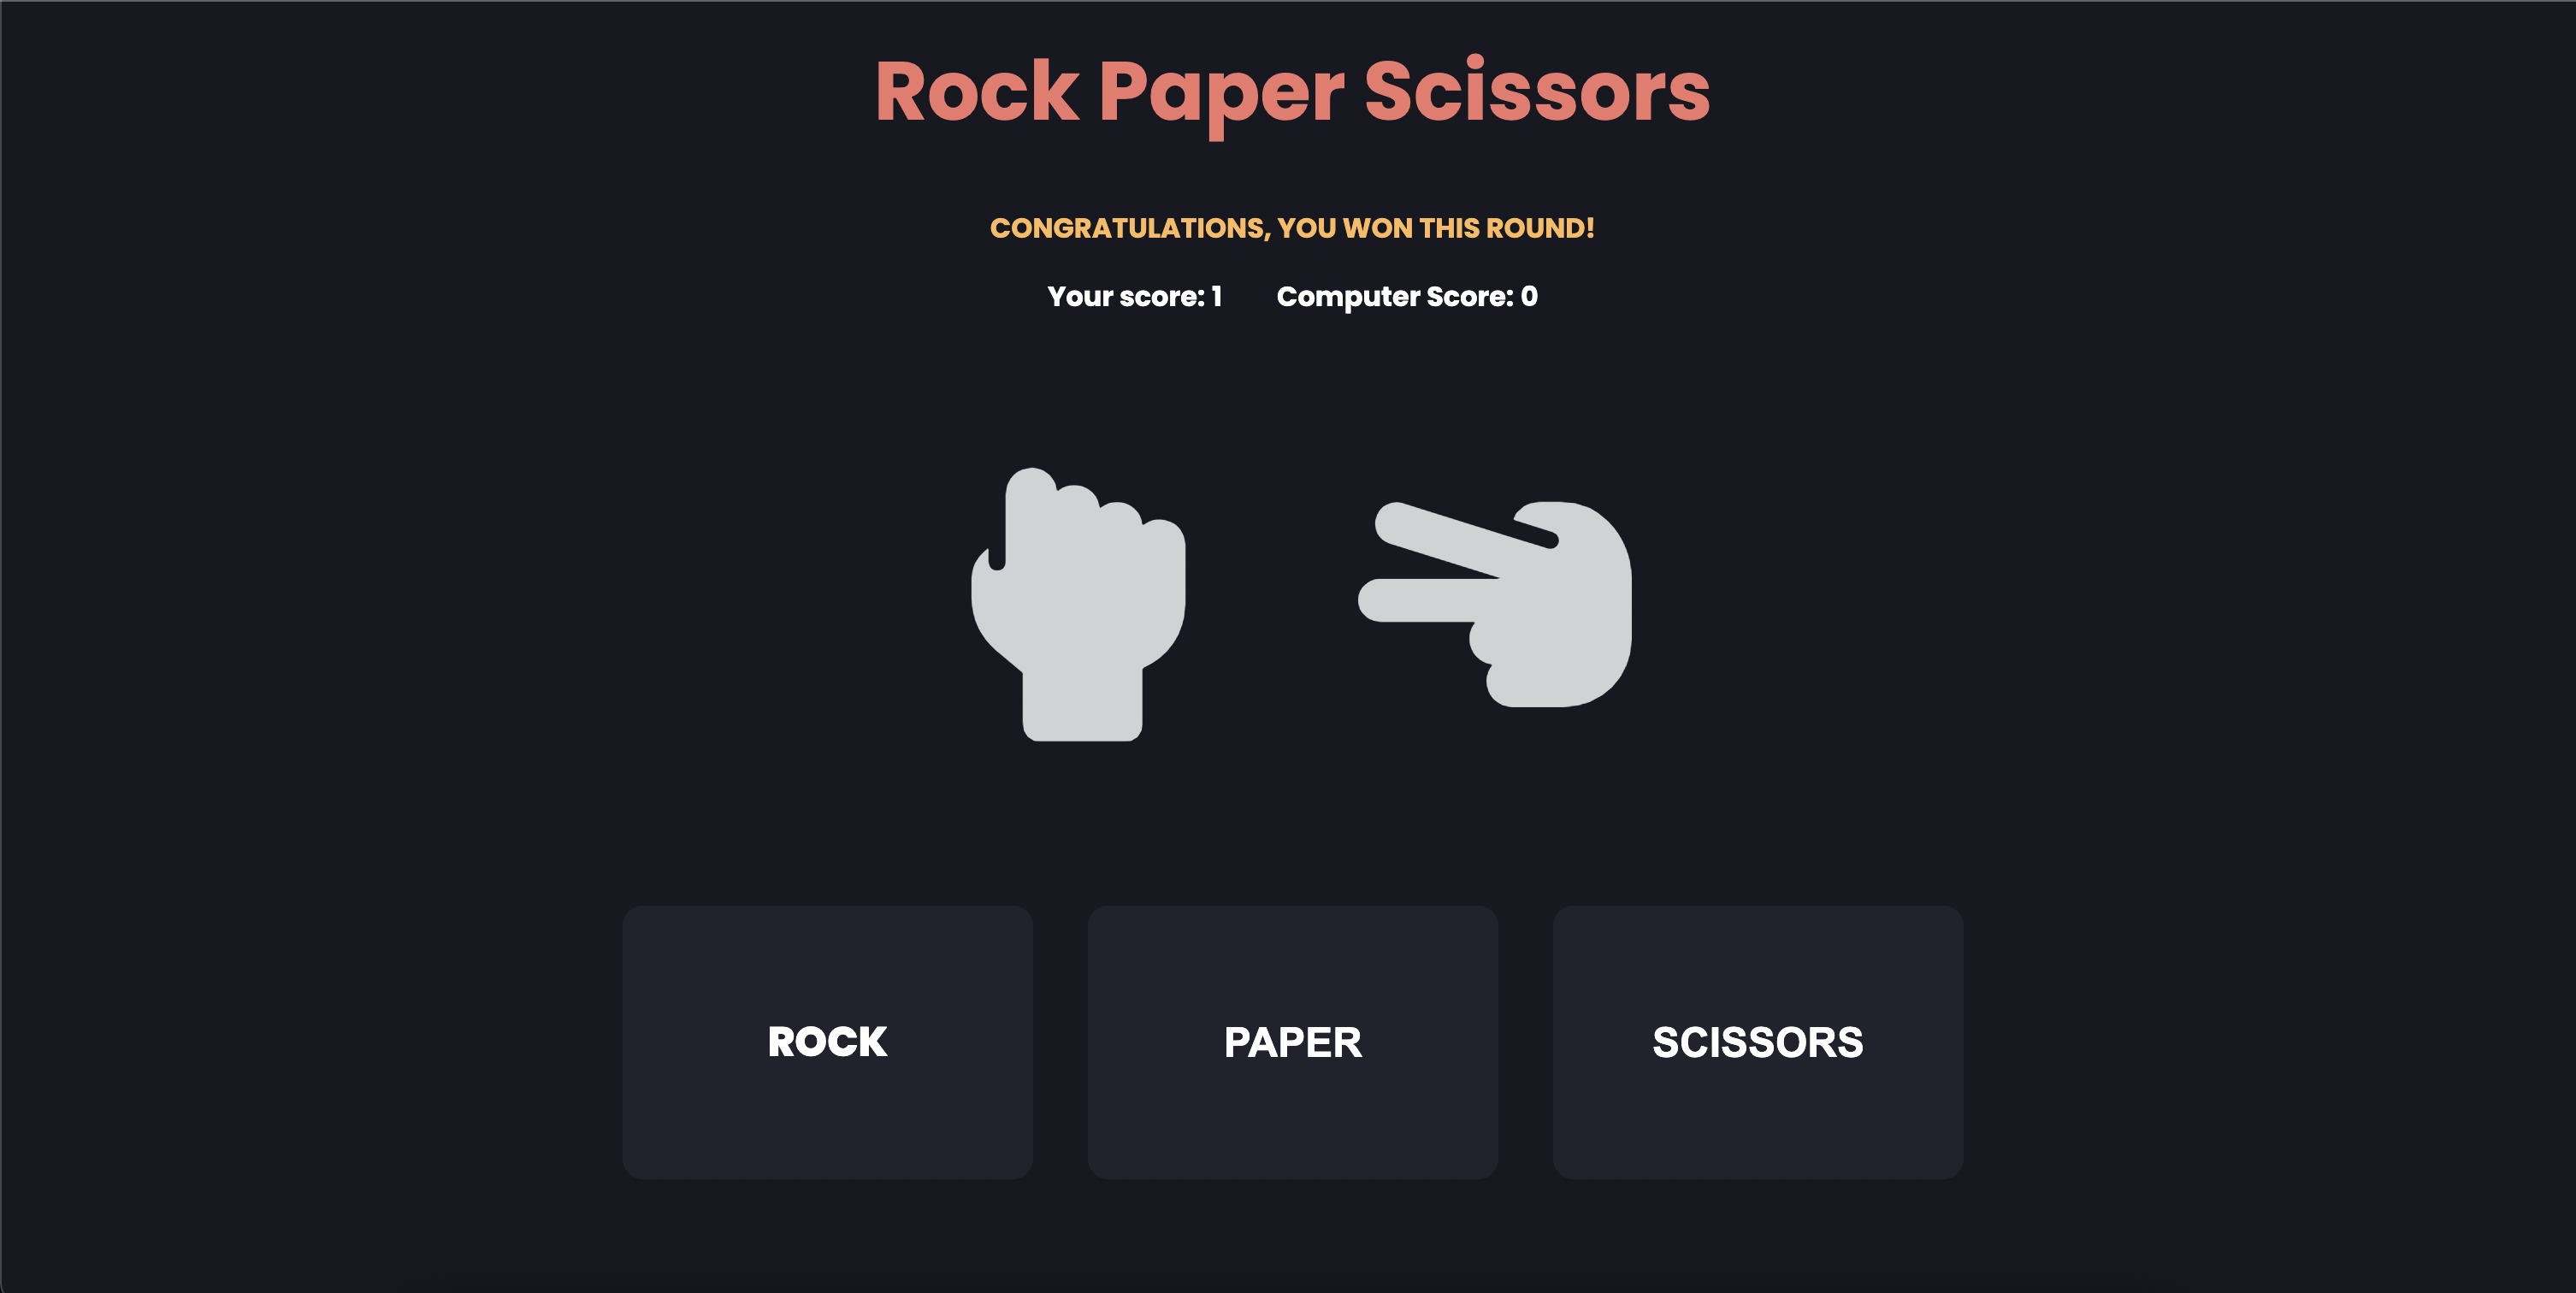 Rock Paper Scissors
CONGRATULATIONS, YOU WON THIS ROUND!
Your score: 1 Computer Score: 0
ROCK PAPER SCISSORS